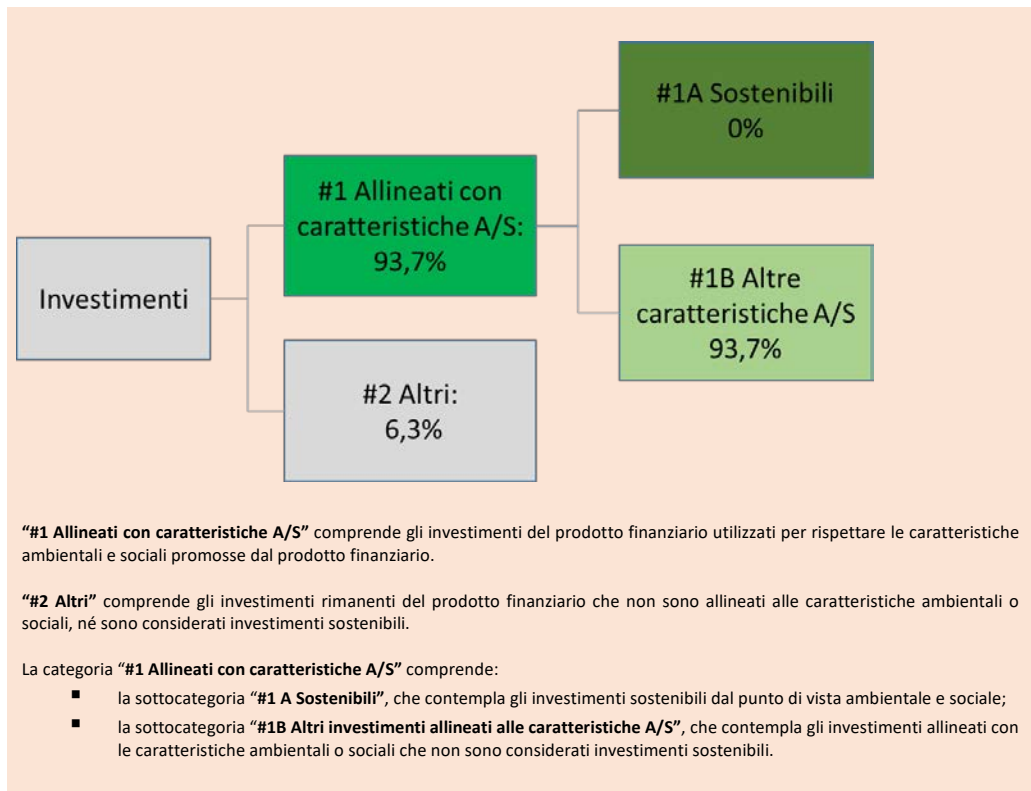 #1A Sostenibili
0%
#1 Allineati con
caratteristiche A/S:
93,7%
Investimenti
#1B Altre
caratteristiche A/S
93,7%
#2 Altri:
6,3%
“#1 Allineati con caratteristiche A/S” comprende gli investimenti del prodotto finanziario utilizzati per rispettare le caratteristiche
ambientali e sociali promosse dal prodotto finanziario.
“#2 Altri” comprende gli investimenti rimanenti del prodotto finanziario che non sono allineati alle caratteristiche ambientali o
sociali, né sono considerati investimenti sostenibili.
La categoria “#1 Allineati con caratteristiche A/S” comprende:
▪ la sottocategoria “#1 A Sostenibili”, che contempla gli investimenti sostenibili dal punto di vista ambientale e sociale;
▪ la sottocategoria “#1B Altri investimenti allineati alle caratteristiche A/S”, che contempla gli investimenti allineati con
le caratteristiche ambientali o sociali che non sono considerati investimenti sostenibili.